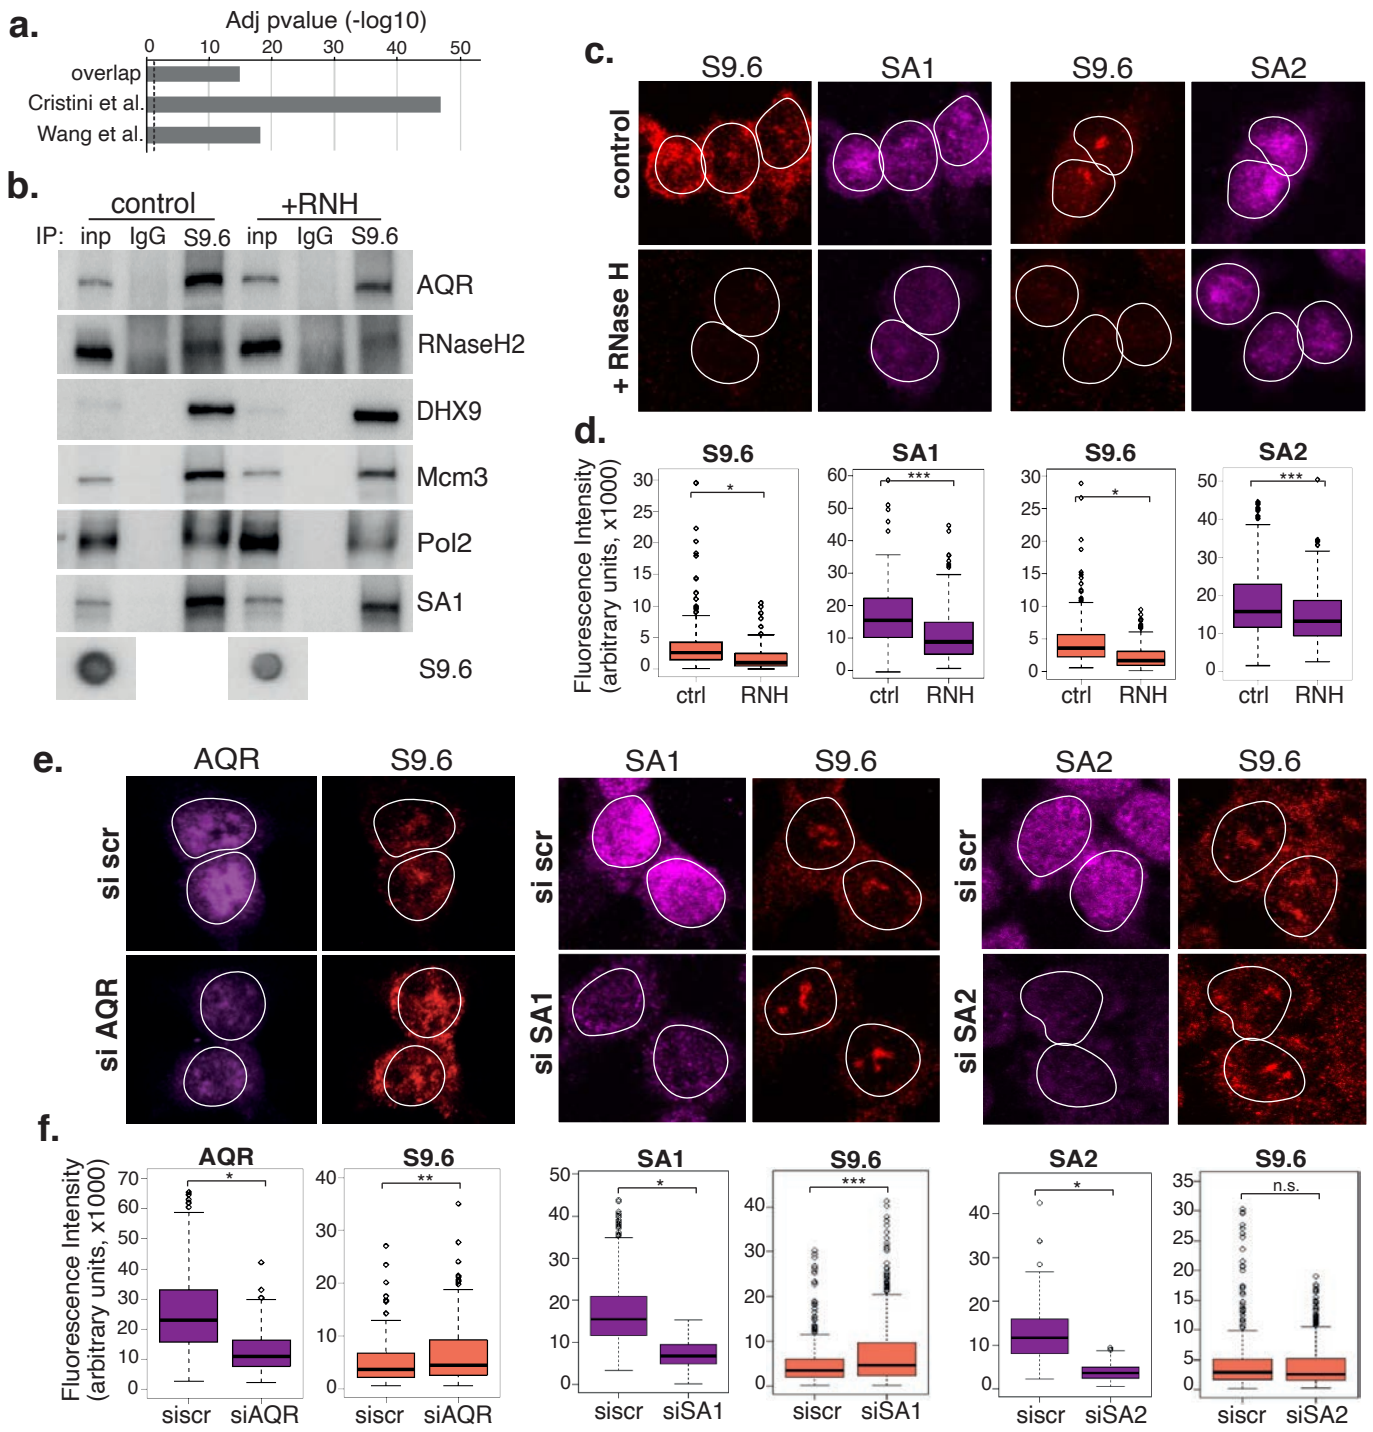 a.
Adj pvalue (-log10)
0 10 20 30 40 50
overlap
Cristini et al.
Wang et al.
b.
control +RNH
IP: inp IgG S9.6 inp IgG S9.6
AQR
RNaseH2
DHX9
Mcm3
Pol2
SA1
S9.6
c.
S9.6 SA1 S9.6 SA2
control
+ RNase H
d.
S9.6 SA1 S9.6 SA2
Fluorescence Intensity
(arbitrary units, x1000)
30 25 20 15 10 5 0
*
ctrl RNH
60 50 40 30 20 10 0
***
ctrl RNH
30 25 20 15 10 5 0
*
ctrl RNH
50 40 30 20 10 0
***
ctrl RNH
e.
AQR S9.6 SA1 S9.6 SA2 S9.6
si scr si scr si scr
si AQR si SA1 si SA2
f.
AQR S9.6 SA1 S9.6 SA2 S9.6
Fluorescence Intensity
(arbitrary units, x1000)
70 60 50 40 30 20 10 0
*
siscr siAQR
40 30 20 10 0
**
siscr siAQR
50 40 30 20 10 0
*
siscr siSA1
40 30 20 10 0
***
siscr siSA1
40 30 20 10 0
*
siscr siSA2
35 30 25 20 15 10 5 0
n.s.
siscr siSA2